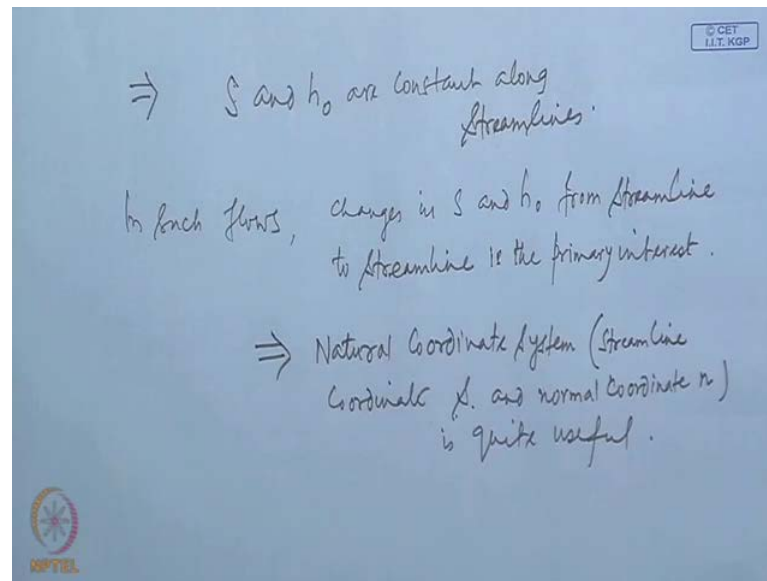 © CET
I.I.T. KGP
⇒ S and h₀ are constant along
Streamlines.
In Such flows, changes in S and h₀ from Streamline
to Streamline is the primary interest.
⇒ Natural Coordinate System (Streamline
Coordinate s. and normal Coordinate n)
is quite useful.
NPTEL